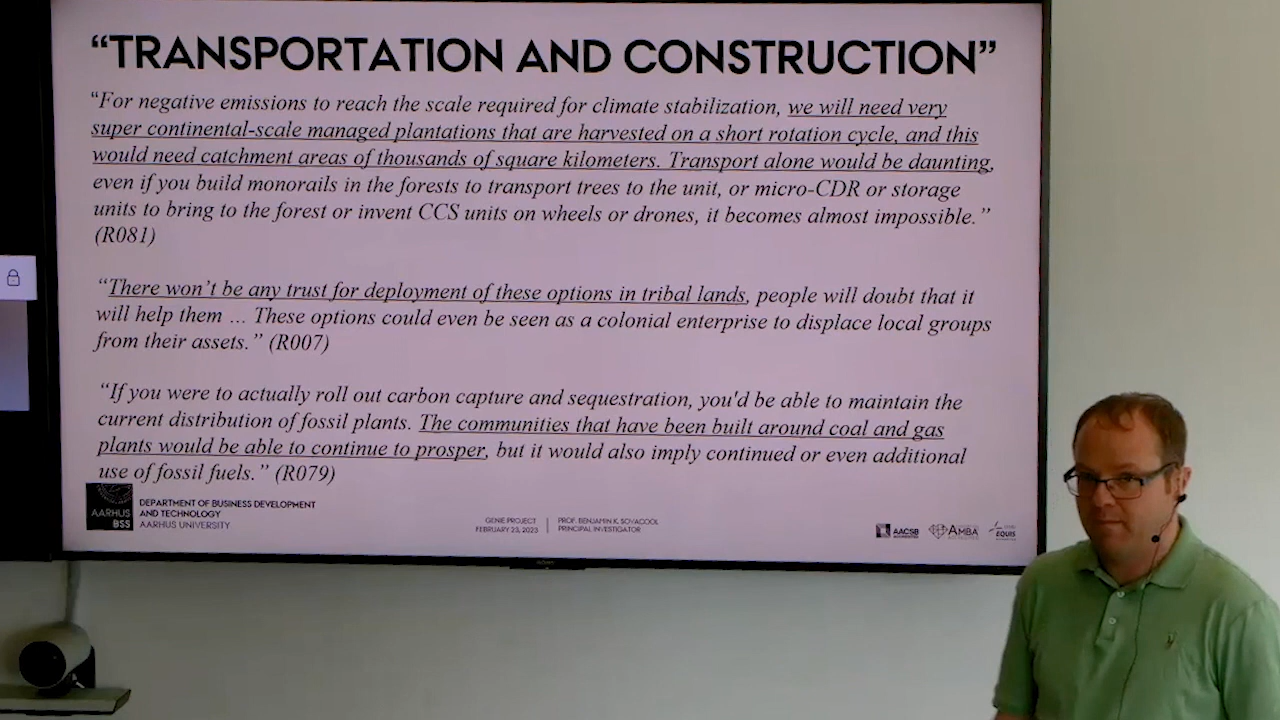 “TRANSPORTATION AND CONSTRUCTION”
“For negative emissions to reach the scale required for climate stabilization, we will need very
super continental-scale managed plantations that are harvested on a short rotation cycle, and this
would need catchment areas of thousands of square kilometers. Transport alone would be daunting,
even if you build monorails in the forests to transport trees to the unit, or micro-CDR or storage
units to bring to the forest or invent CCS units on wheels or drones, it becomes almost impossible.”
(R081)
“There won’t be any trust for deployment of these options in tribal lands, people will doubt that it
will help them … These options could even be seen as a colonial enterprise to displace local groups
from their assets.” (R007)
“If you were to actually roll out carbon capture and sequestration, you'd be able to maintain the
current distribution of fossil plants. The communities that have been built around coal and gas
plants would be able to continue to prosper, but it would also imply continued or even additional
use of fossil fuels.” (R079)
AARHUS
BSS
DEPARTMENT OF BUSINESS DEVELOPMENT
AND TECHNOLOGY
AARHUS UNIVERSITY
GENIE PROJECT
FEBRUARY 23, 2023
PROF. BENJAMIN K. SOVACOOL
PRINCIPAL INVESTIGATOR
AACSB
AMBA
EQUIS